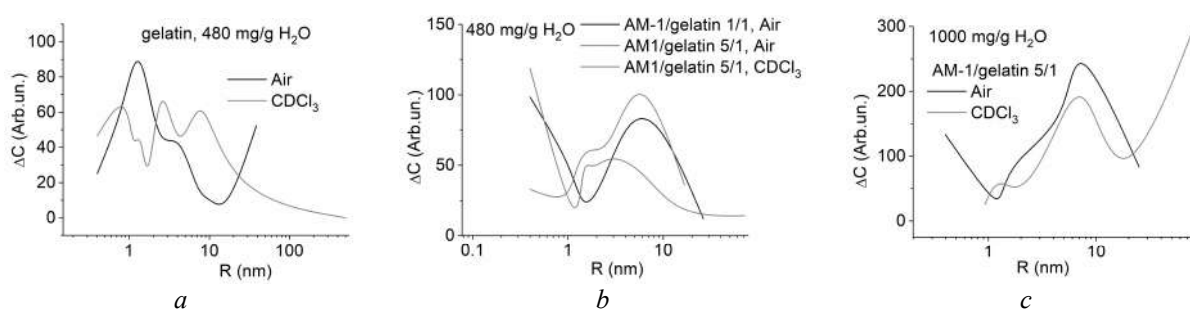 gelatin, 480 mg/g H₂O
Air
CDCl₃
ΔC (Arb.un.)
100
80
60
40
20
0
1
10
100
R (nm)
a
480 mg/g H₂O
AM-1/gelatin 1/1, Air
AM1/gelatin 5/1, Air
AM1/gelatin 5/1, CDCl₃
ΔC (Arb.un.)
150
100
50
0
0.1
1
10
R (nm)
b
1000 mg/g H₂O
AM-1/gelatin 5/1
Air
CDCl₃
ΔC (Arb.un.)
300
200
100
0
1
10
R (nm)
c